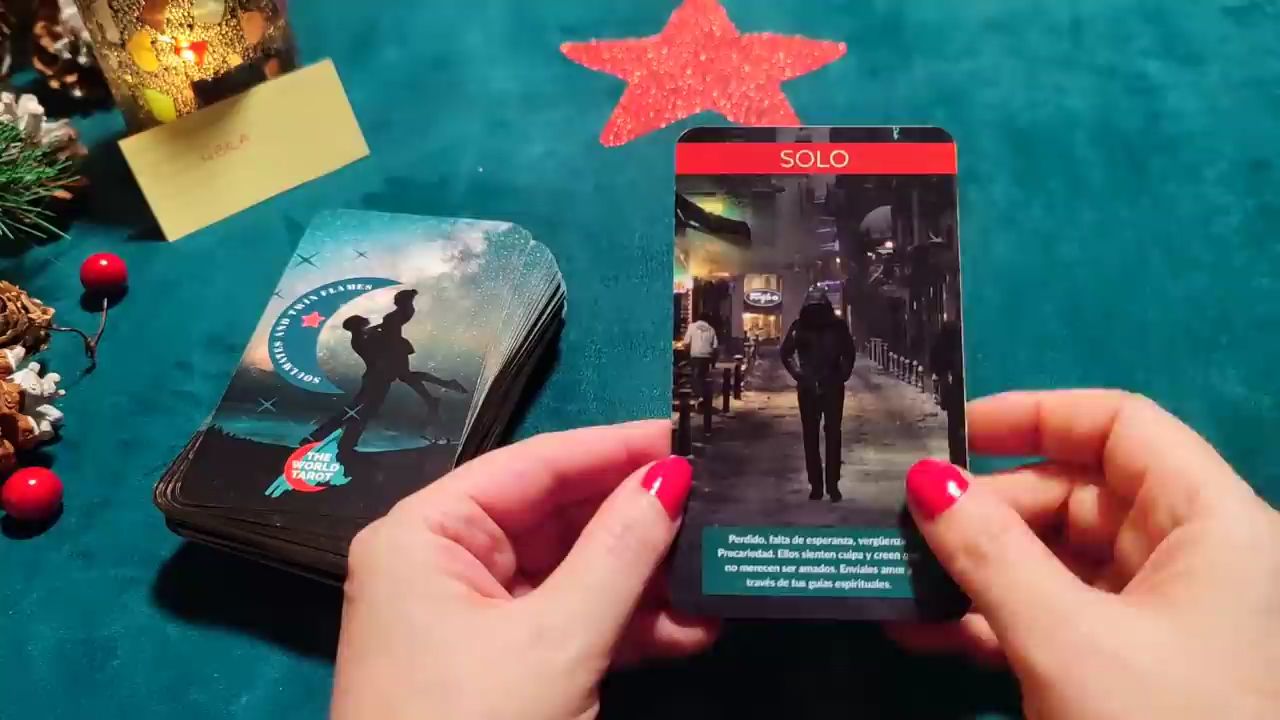 SOLO
Perdido, falta de esperanza,
Precariedad. Ellos sienten culpa y creen
no merecen ser amados. Envíales amor
través de tus guías espirituales.
SOULMATES AND TWIN FLAMES
THE
WORLD
TAROT